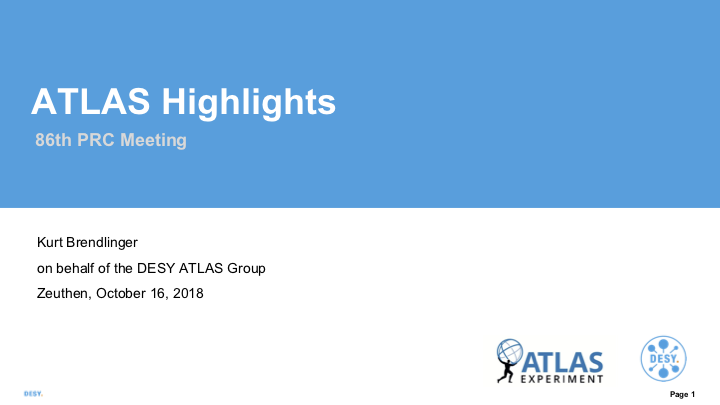 ATLAS Highlights
86th PRC Meeting
Kurt Brendlinger
on behalf of the DESY ATLAS Group
Zeuthen, October 16, 2018
ATLAS
EXPERIMENT
DESY.
DESY.
Page 1